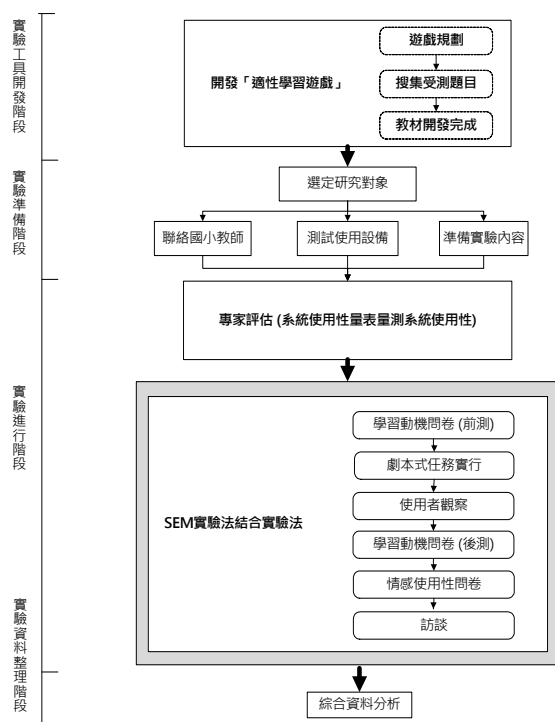 實驗工具開發階段
遊戲規劃
開發「適性學習遊戲」
搜集受測題目
教材開發完成
實驗準備階段
選定研究對象
聯絡國小教師
測試使用設備
準備實驗內容
專家評估 (系統使用性量表量測系統使用性)
實驗進行階段
學習動機問卷 (前測)
劇本式任務實行
使用者觀察
SEM實驗法結合實驗法
學習動機問卷 (後測)
情感使用性問卷
訪談
實驗資料整理階段
綜合資料分析